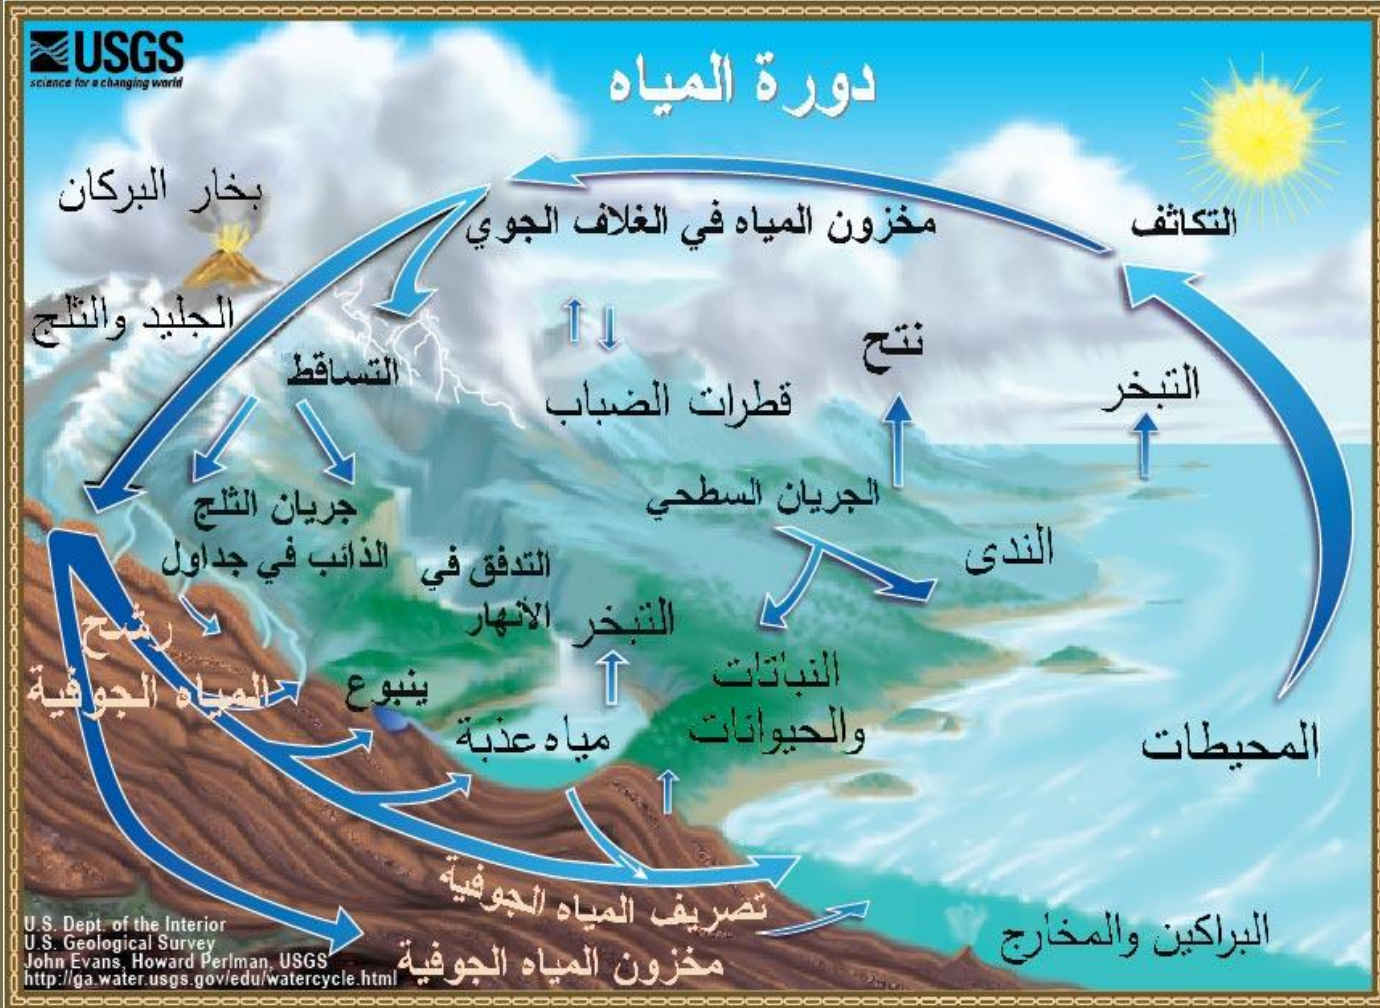 USGS
science for a changing world
دورة المياه
بخار البركان
مخزون المياه في الغلاف الجوي
التكاثف
الجليد والثلج
نتح
التساقط
قطرات الضباب
التبخر
الجريان السطحي
جريان الثلج
الذائب في جداول
الندى
التدفق في
الأنهار
التبخر
رشح
المياه الجوفية
ينبوع
النباتات
والحيوانات
مياه عذبة
المحيطات
تصريف المياه الجوفية
مخزون المياه الجوفية
البراكين والمخارج
U.S. Dept. of the Interior
U.S. Geological Survey
John Evans, Howard Perlman, USGS
http://ga.water.usgs.gov/edu/watercycle.html